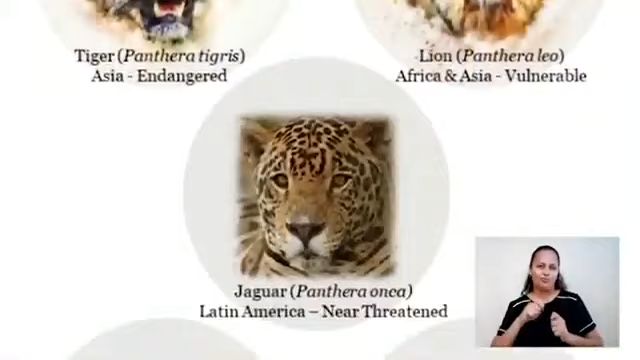 Tiger (Panthera tigris)
Asia - Endangered
Lion (Panthera leo)
Africa & Asia - Vulnerable
Jaguar (Panthera onca)
Latin America – Near Threatened